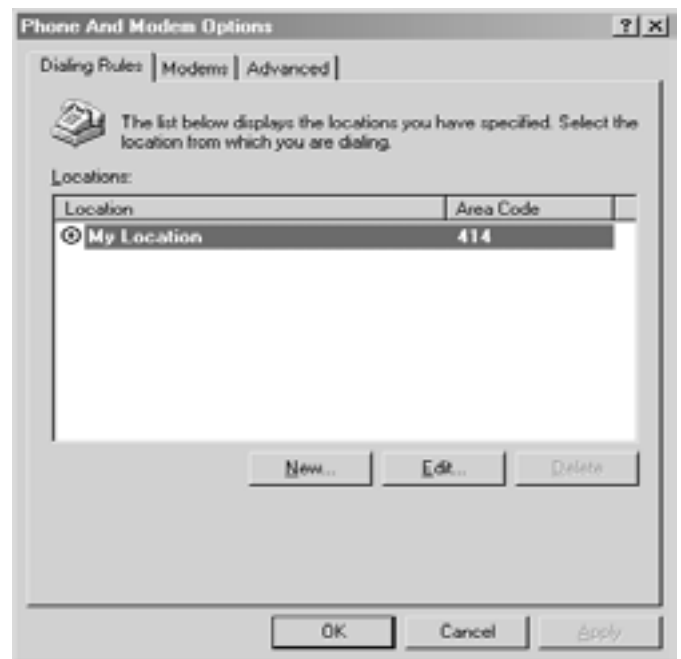 Phone And Modem Options
Dialing Rules Modems Advanced
The list below displays the locations you have specified. Select the
location from which you are dialing.
Locations:
Location Area Code
My Location 414
New... Edit... Delete
OK Cancel Apply